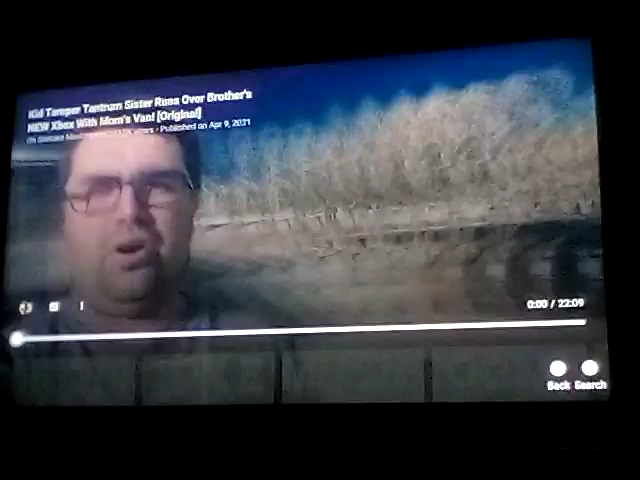 Kid Temper Tantrum Sister Runs Over Brother's
NEW Xbox With Mom's Van! [Original]
views • Published on Apr 9, 2021
0:00 / 22:09
Back Search